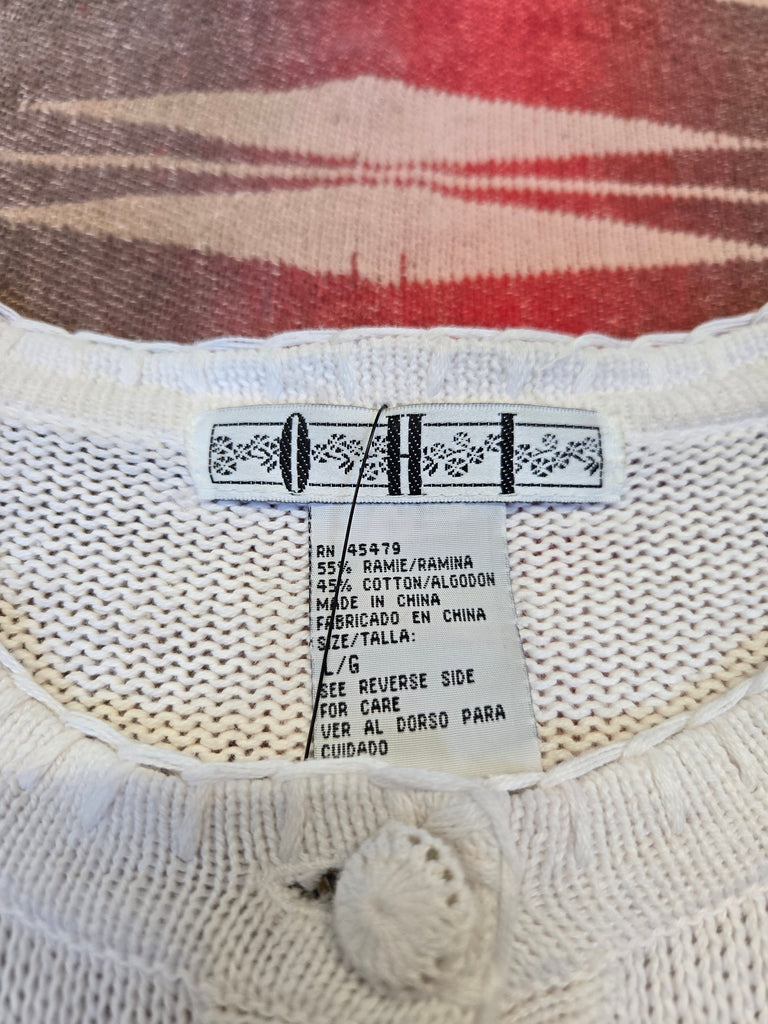 OHI
RN 45479
55% RAMIE/RAMINA
45% COTTON/ALGODON
MADE IN CHINA
FABRICADO EN CHINA
SIZE/TALLA:
L/G
SEE REVERSE SIDE
FOR CARE
VER AL DORSO PARA
CUIDADO